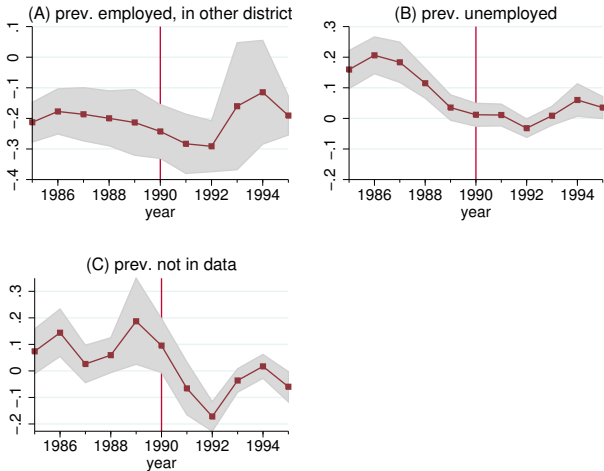 (A) prev. employed, in other district
.1
0
-.1
-.2
-.3
-.4
1986 1988 1990 1992 1994
year
(B) prev. unemployed
.3
.2
.1
0
-.1
-.2
1986 1988 1990 1992 1994
year
(C) prev. not in data
.3
.2
.1
0
-.1
-.2
1986 1988 1990 1992 1994
year